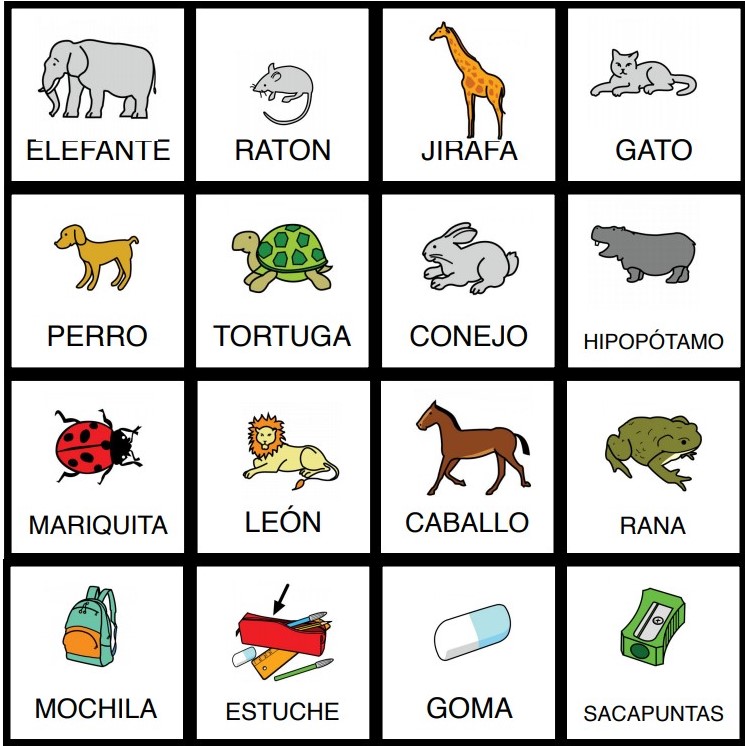 ELEFANTE
RATON
JIRAFA
GATO
PERRO
TORTUGA
CONEJO
HIPOPÓTAMO
MARIQUITA
LEÓN
CABALLO
RANA
MOCHILA
ESTUCHE
GOMA
SACAPUNTAS